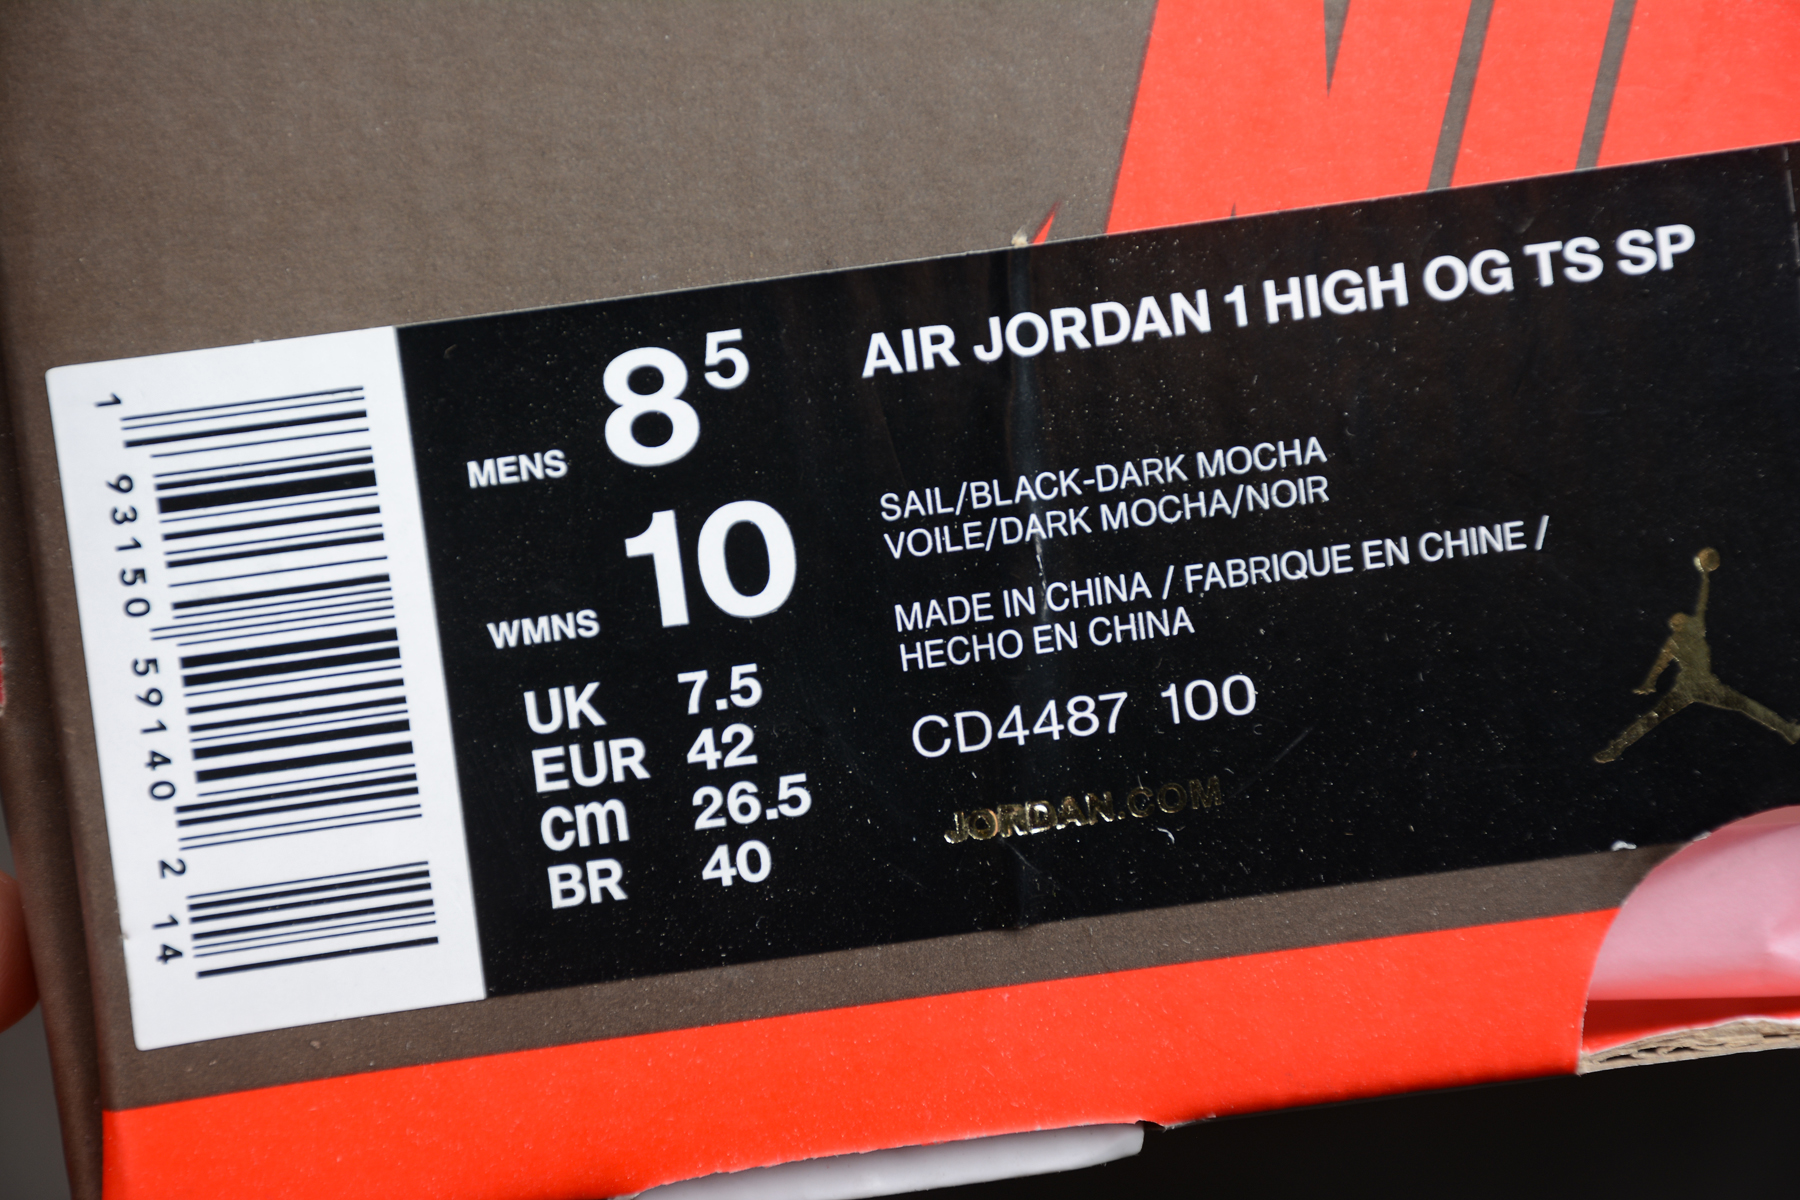 AIR JORDAN 1 HIGH OG TS SP
MENS 8 5
WMNS 10
UK 7.5
EUR 42
cm 26.5
BR 40
SAIL/BLACK-DARK MOCHA
VOILE/DARK MOCHA/NOIR
MADE IN CHINA / FABRIQUE EN CHINE /
HECHO EN CHINA
CD4487 100
JORDAN.COM
1 93150 59140 2 14